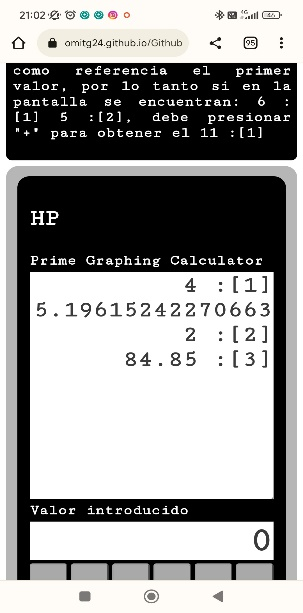 21:02
omitg24.github.io/Github
95
como referencia el primer
valor, por lo tanto si en la
pantalla se encuentran: 6 :
[1] 5 :[2], debe presionar
"+" para obtener el 11 :[1]
HP
Prime Graphing Calculator
4 :[1]
5.19615242270663
2 :[2]
84.85 :[3]
Valor introducido
0